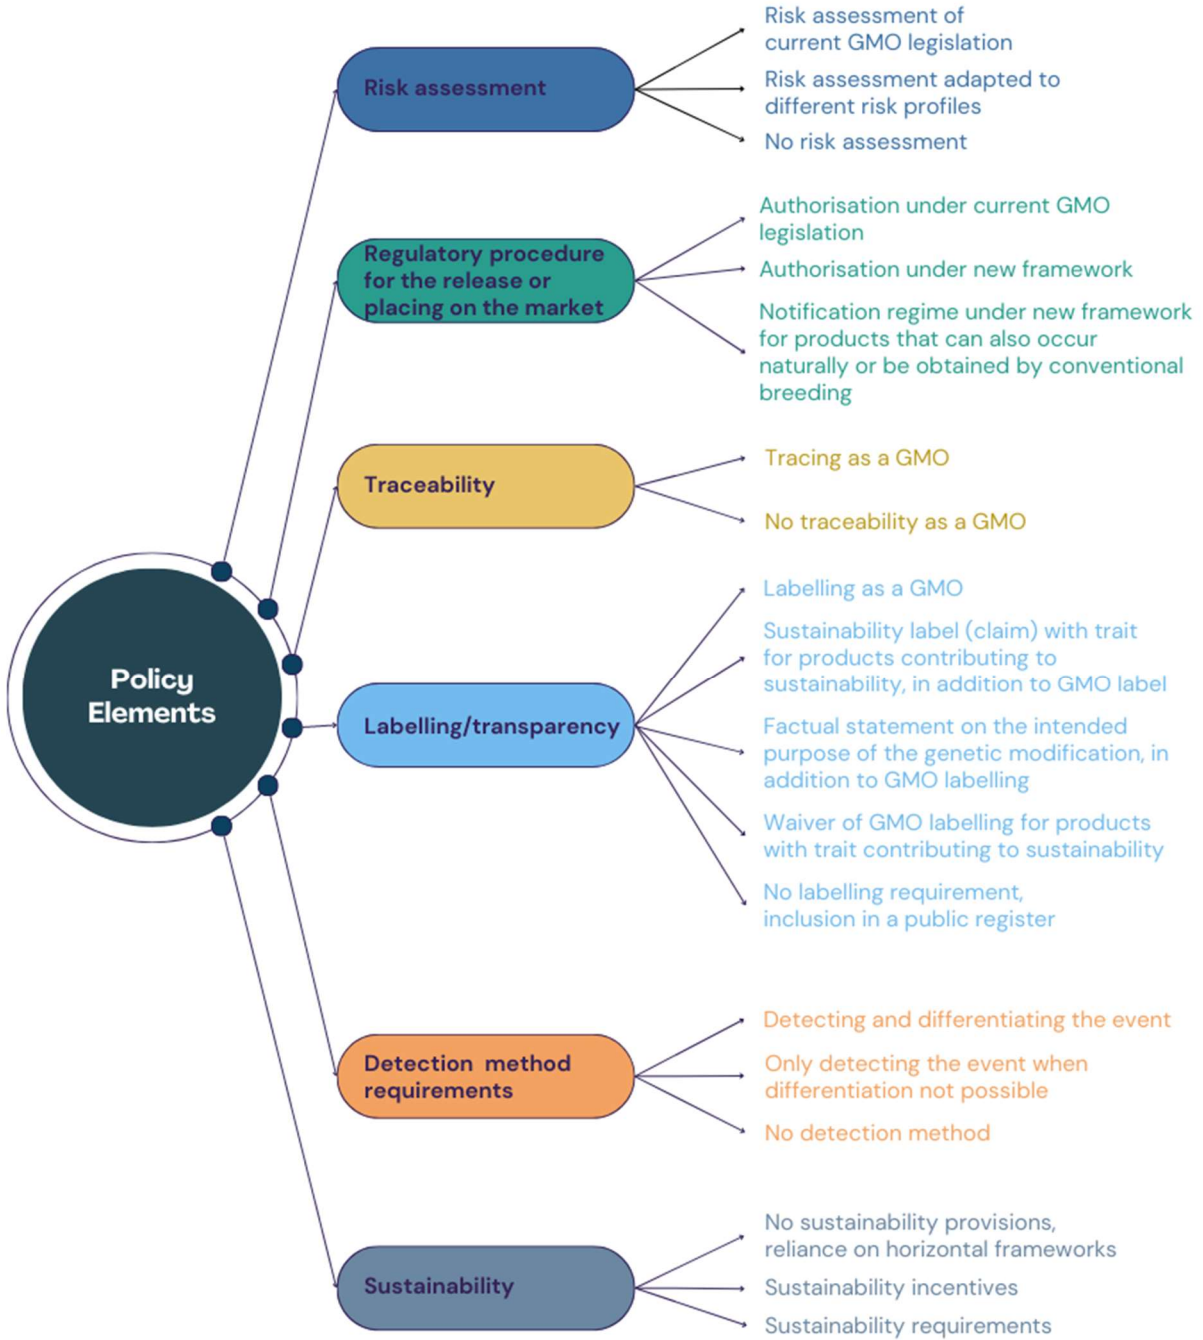 Policy
Elements
Risk assessment
Risk assessment of
current GMO legislation
Risk assessment adapted to
different risk profiles
No risk assessment
Regulatory procedure
for the release or
placing on the market
Authorisation under current GMO
legislation
Authorisation under new framework
Notification regime under new framework
for products that can also occur
naturally or be obtained by conventional
breeding
Traceability
Tracing as a GMO
No traceability as a GMO
Labelling/transparency
Labelling as a GMO
Sustainability label (claim) with trait
for products contributing to
sustainability, in addition to GMO label
Factual statement on the intended
purpose of the genetic modification, in
addition to GMO labelling
Waiver of GMO labelling for products
with trait contributing to sustainability
No labelling requirement,
inclusion in a public register
Detection method
requirements
Detecting and differentiating the event
Only detecting the event when
differentiation not possible
No detection method
Sustainability
No sustainability provisions,
reliance on horizontal frameworks
Sustainability incentives
Sustainability requirements